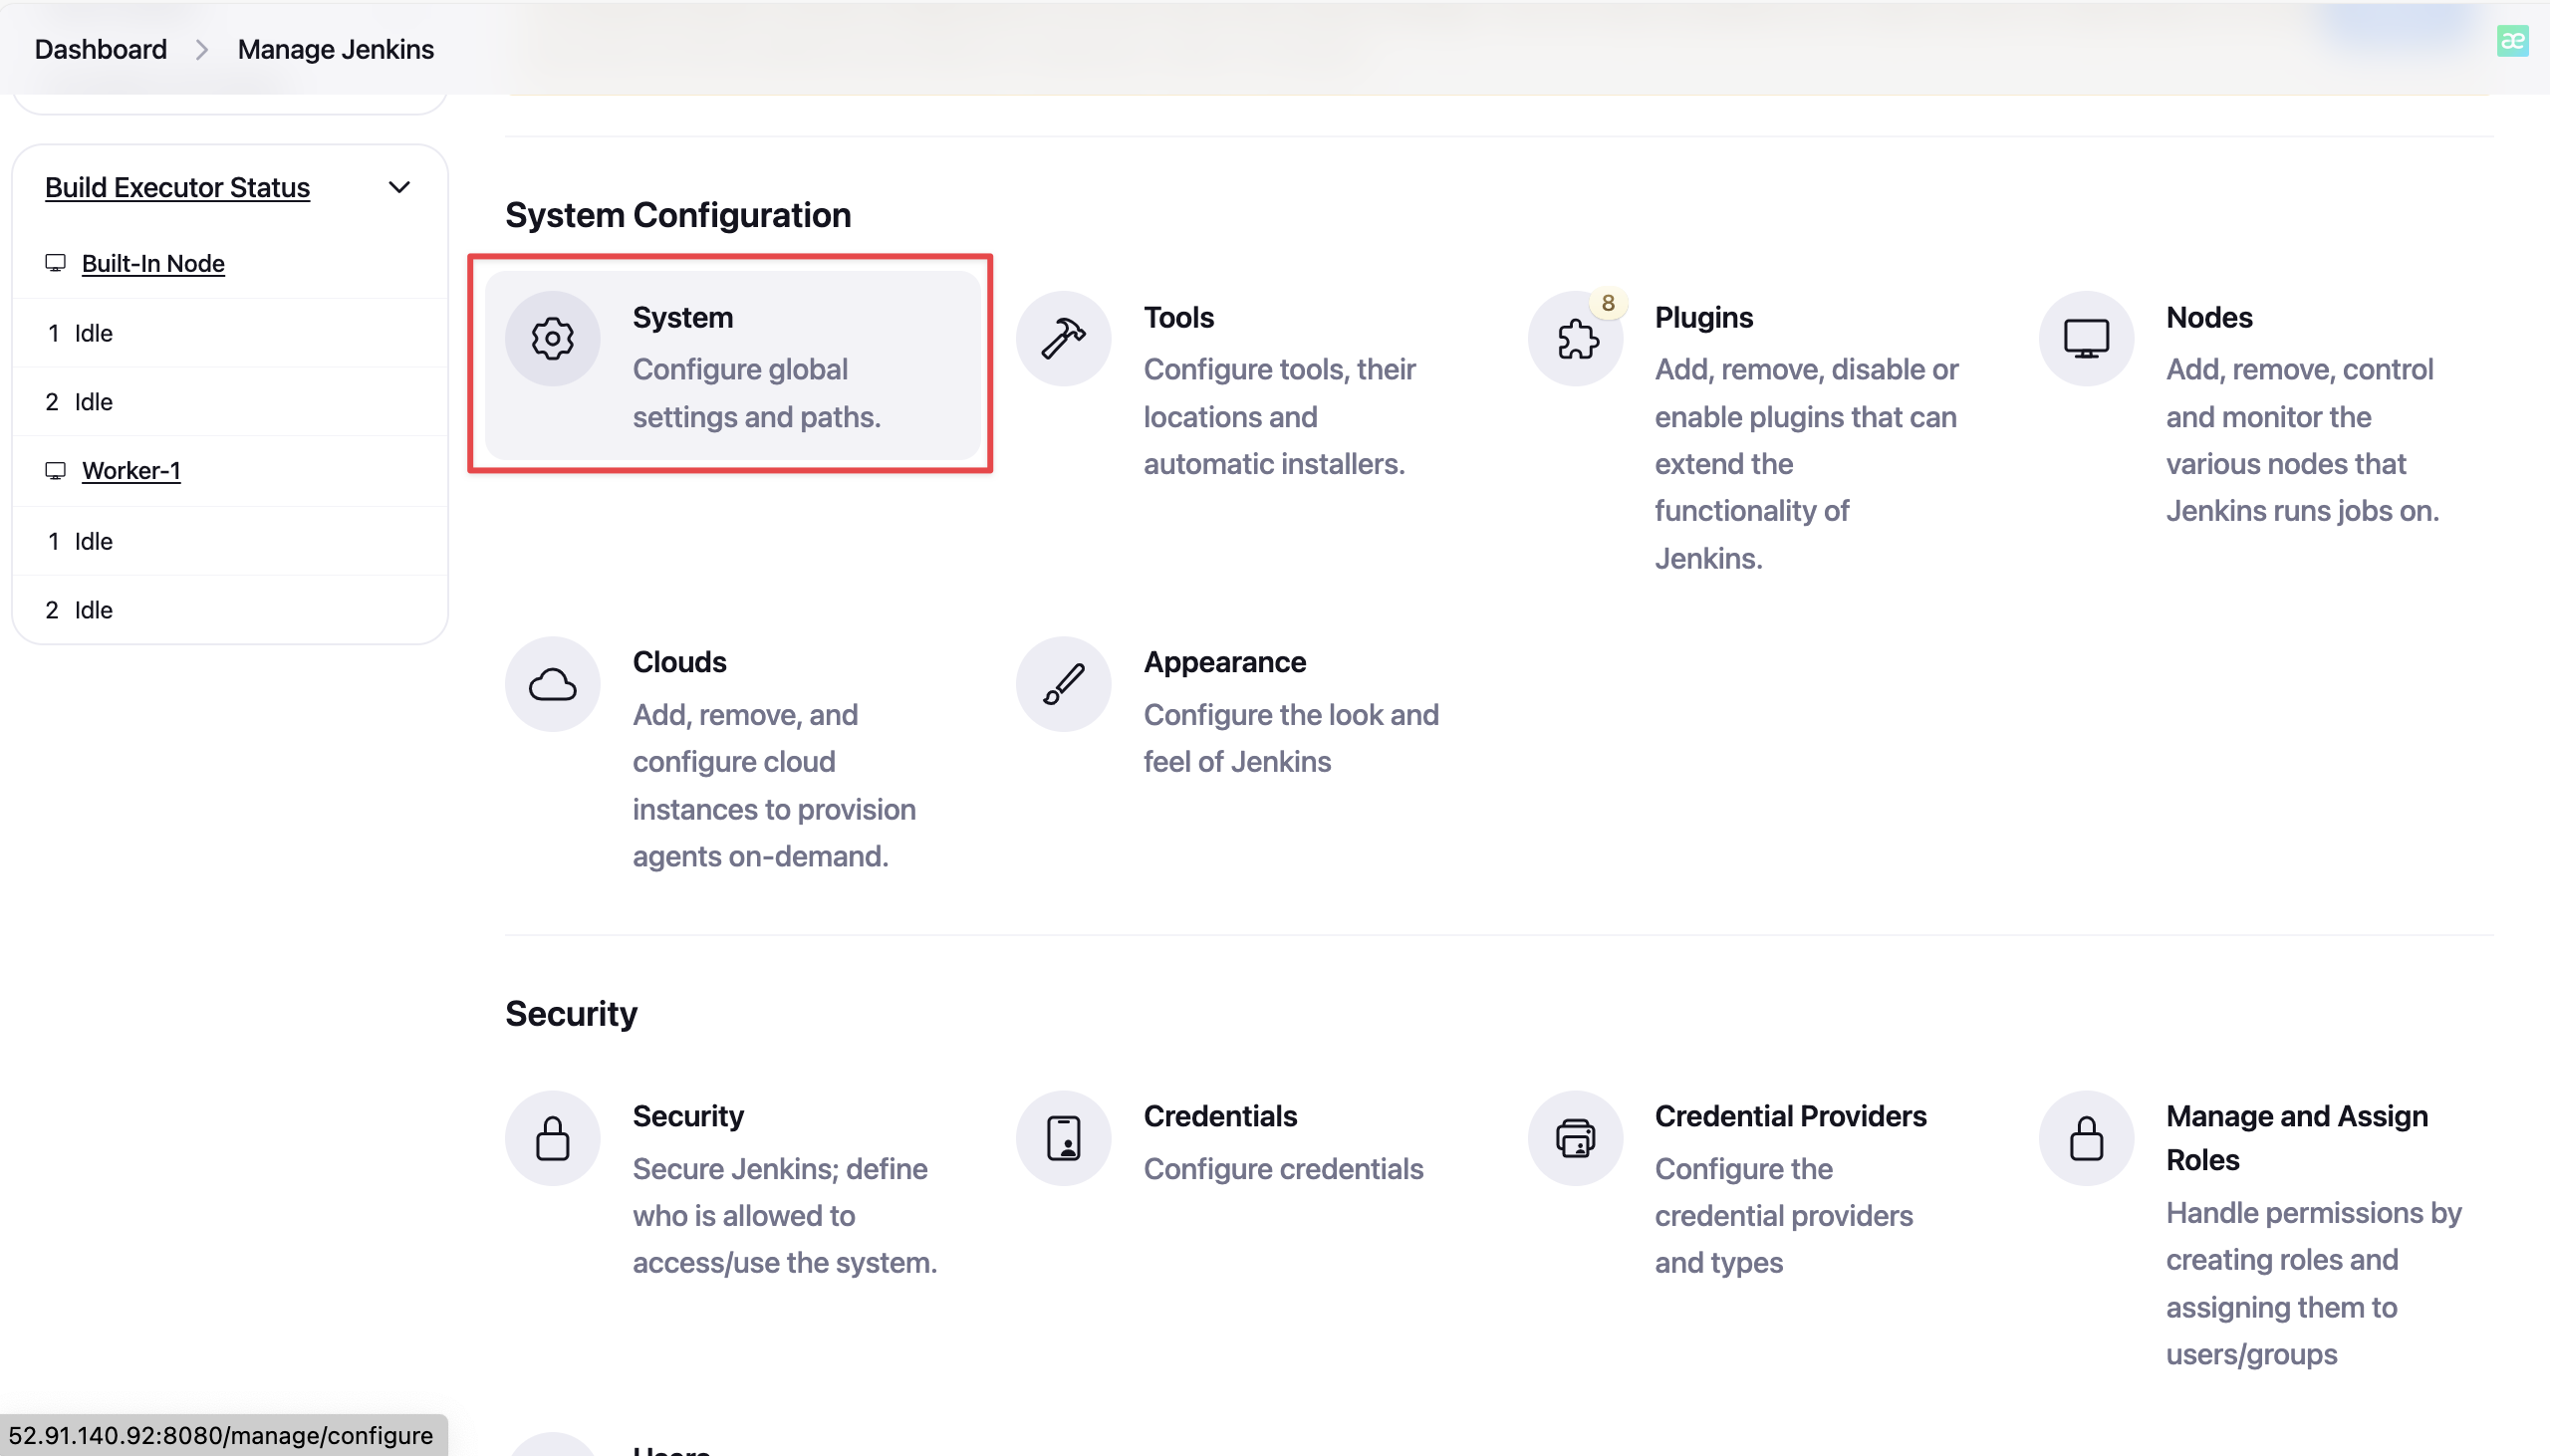 Dashboard
Manage Jenkins
æ
Build Executor Status
Built-In Node
1 Idle
2 Idle
Worker-1
1 Idle
2 Idle
System Configuration
System
Configure global
settings and paths.
Tools
Configure tools, their
locations and
automatic installers.
8
Plugins
Add, remove, disable or
enable plugins that can
extend the
functionality of
Jenkins.
Nodes
Add, remove, control
and monitor the
various nodes that
Jenkins runs jobs on.
Clouds
Add, remove, and
configure cloud
instances to provision
agents on-demand.
Appearance
Configure the look and
feel of Jenkins
Security
Security
Secure Jenkins; define
who is allowed to
access/use the system.
Credentials
Configure credentials
Credential Providers
Configure the
credential providers
and types
Manage and Assign
Roles
Handle permissions by
creating roles and
assigning them to
users/groups
52.91.140.92:8080/manage/configure